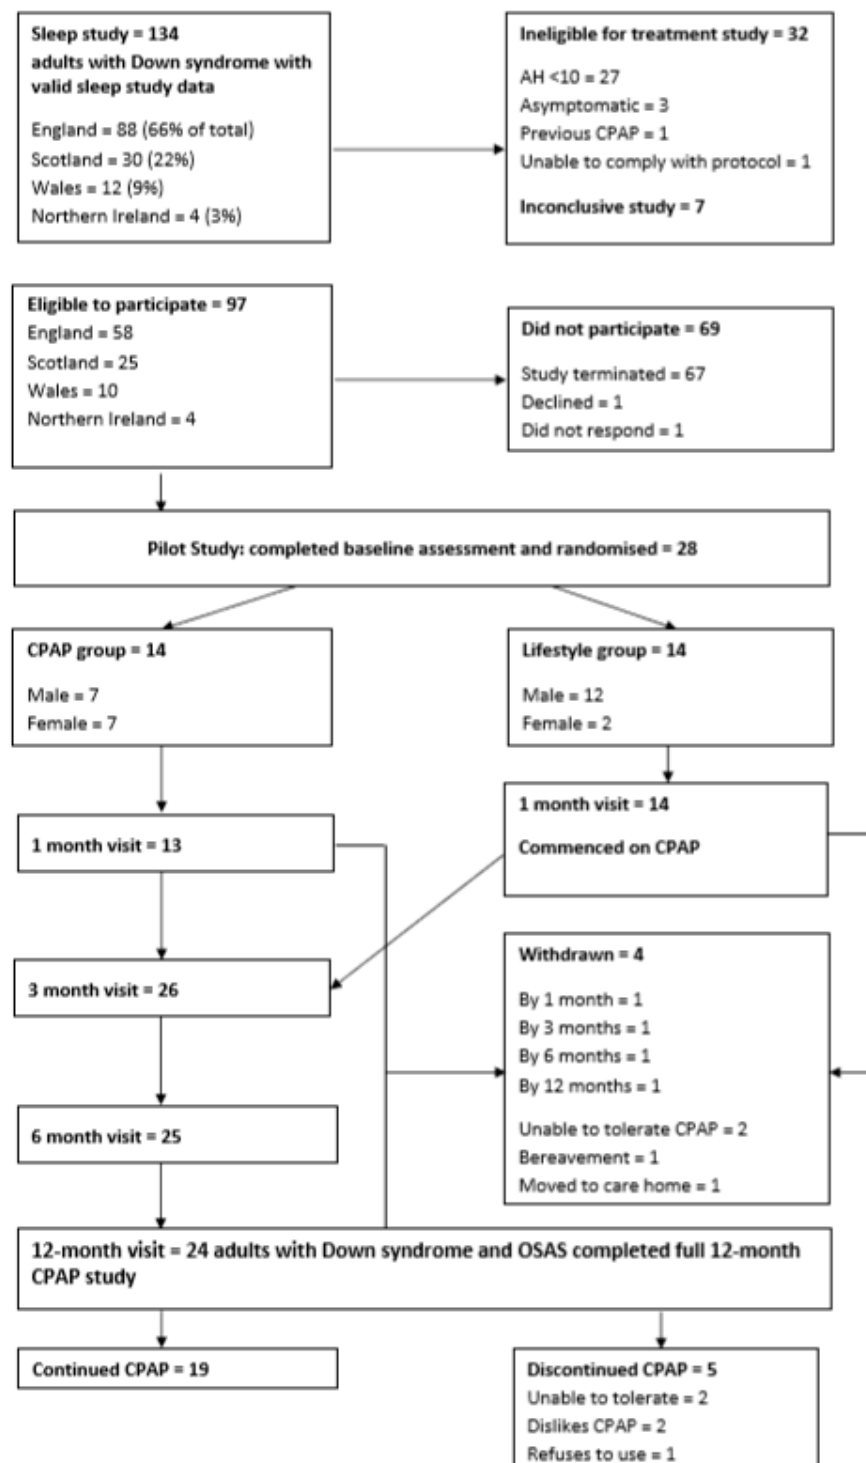 Sleep study = 134
adults with Down syndrome with
valid sleep study data
England = 88 (66% of total)
Scotland = 30 (22%)
Wales = 12 (9%)
Northern Ireland = 4 (3%)
Ineligible for treatment study = 32
AH <10 = 27
Asymptomatic = 3
Previous CPAP = 1
Unable to comply with protocol = 1
Inconclusive study = 7
Eligible to participate = 97
England = 58
Scotland = 25
Wales = 10
Northern Ireland = 4
Did not participate = 69
Study terminated = 67
Declined = 1
Did not respond = 1
Pilot Study: completed baseline assessment and randomised = 28
CPAP group = 14
Male = 7
Female = 7
Lifestyle group = 14
Male = 12
Female = 2
1 month visit = 13
1 month visit = 14
Commenced on CPAP
3 month visit = 26
Withdrawn = 4
By 1 month = 1
By 3 months = 1
By 6 months = 1
By 12 months = 1
Unable to tolerate CPAP = 2
Bereavement = 1
Moved to care home = 1
6 month visit = 25
12-month visit = 24 adults with Down syndrome and OSAS completed full 12-month
CPAP study
Continued CPAP = 19
Discontinued CPAP = 5
Unable to tolerate = 2
Dislikes CPAP = 2
Refuses to use = 1